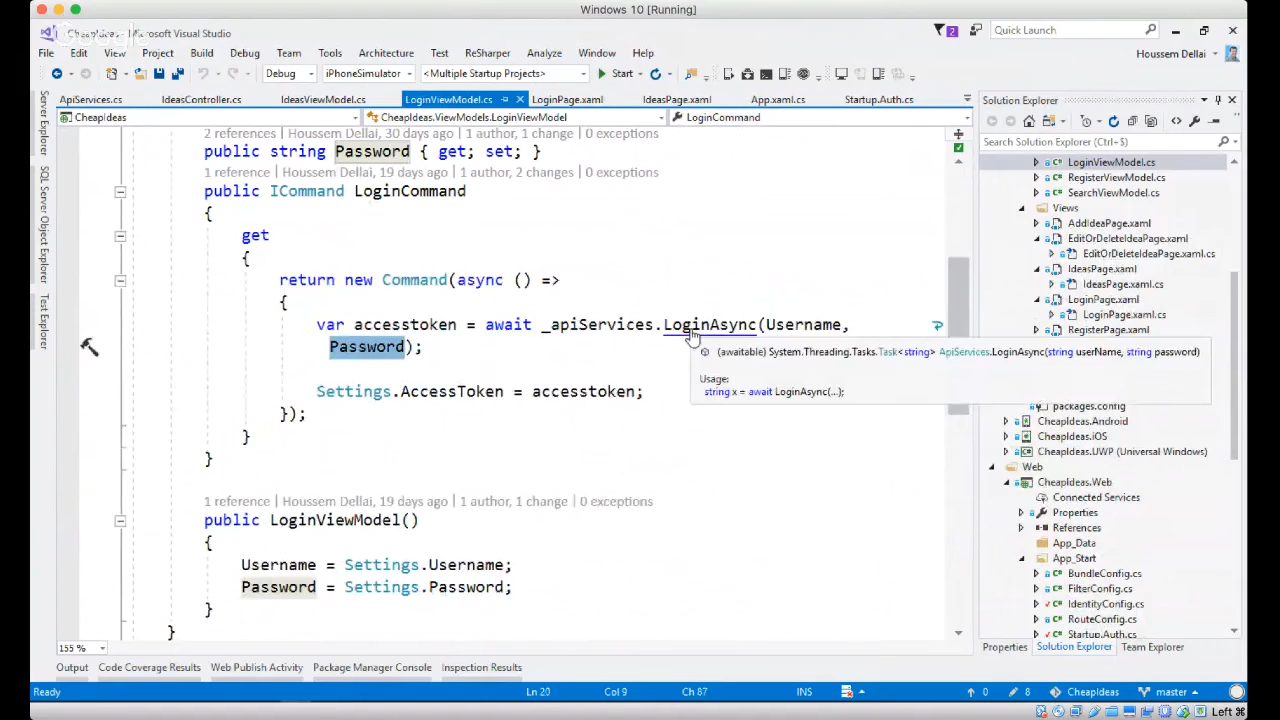 Windows 10 [Running]
CheapIdeas - Microsoft Visual Studio
Google
2
Quick Launch
File Edit View Project Build Debug Team Tools Architecture Test ReSharper Analyze Window Help
Houssem Dellai
Debug iPhoneSimulator <Multiple Startup Projects> Start
ApiServices.cs IdeasController.cs IdeasViewModel.cs LoginViewModel.cs LoginPage.xaml IdeasPage.xaml App.xaml.cs Startup.Auth.cs
CheapIdeas CheapIdeas.ViewModels.LoginViewModel LoginCommand
2 references | Houssem Dellai, 30 days ago | 1 author, 1 change | 0 exceptions
public string Password { get; set; }
1 reference | Houssem Dellai, 19 days ago | 1 author, 2 changes | 0 exceptions
public ICommand LoginCommand
{
get
{
return new Command(async () =>
{
var accesstoken = await _apiServices.LoginAsync(Username,
Password);
(awaitable) System.Threading.Tasks.Task<string> ApiServices.LoginAsync(string userName, string password)
Usage:
string x = await LoginAsync(...);
Settings.AccessToken = accesstoken;
});
}
}
1 reference | Houssem Dellai, 19 days ago | 1 author, 1 change | 0 exceptions
public LoginViewModel()
{
Username = Settings.Username;
Password = Settings.Password;
}
}
155 %
Server Explorer
SQL Server Object Explorer
Test Explorer
Solution Explorer
Search Solution Explorer (Ctrl+$)
LoginViewModel.cs
RegisterViewModel.cs
SearchViewModel.cs
Views
AddIdeaPage.xaml
EditOrDeleteIdeaPage.xaml
EditOrDeleteIdeaPage.xaml.cs
IdeasPage.xaml
IdeasPage.xaml.cs
LoginPage.xaml
LoginPage.xaml.cs
RegisterPage.xaml
packages.config
CheapIdeas.Android
CheapIdeas.iOS
CheapIdeas.UWP (Universal Windows)
Web
CheapIdeas.Web
Connected Services
Properties
References
App_Data
App_Start
BundleConfig.cs
FilterConfig.cs
IdentityConfig.cs
RouteConfig.cs
Startup.Auth.cs
Properties Solution Explorer Team Explorer
Output Code Coverage Results Web Publish Activity Package Manager Console Inspection Results
Ready Ln 20 Col 9 Ch 87 INS 0 8 CheapIdeas master
Left ⌘